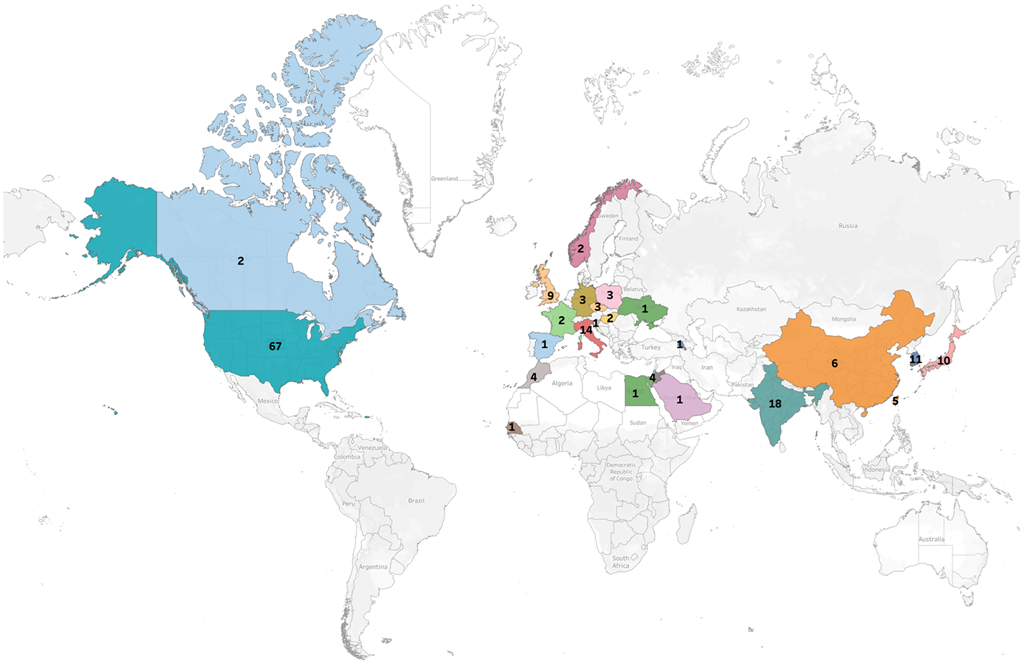 Greenland
2
Sweden
Finland
Russia
2
9
3
3
Belarus
3
1
Kazakhstan
Mongolia
67
2
14
1
2
1
Turkey
1
6
11
10
4
Algeria
Libya
1
4
Iraq
Iran
Pakistan
1
18
5
Mexico
1
Sudan
Yemen
Venezuela
Colombia
Democratic
Republic
of Congo
Indonesia
Peru
Brazil
Australia
South
Africa
Argentina